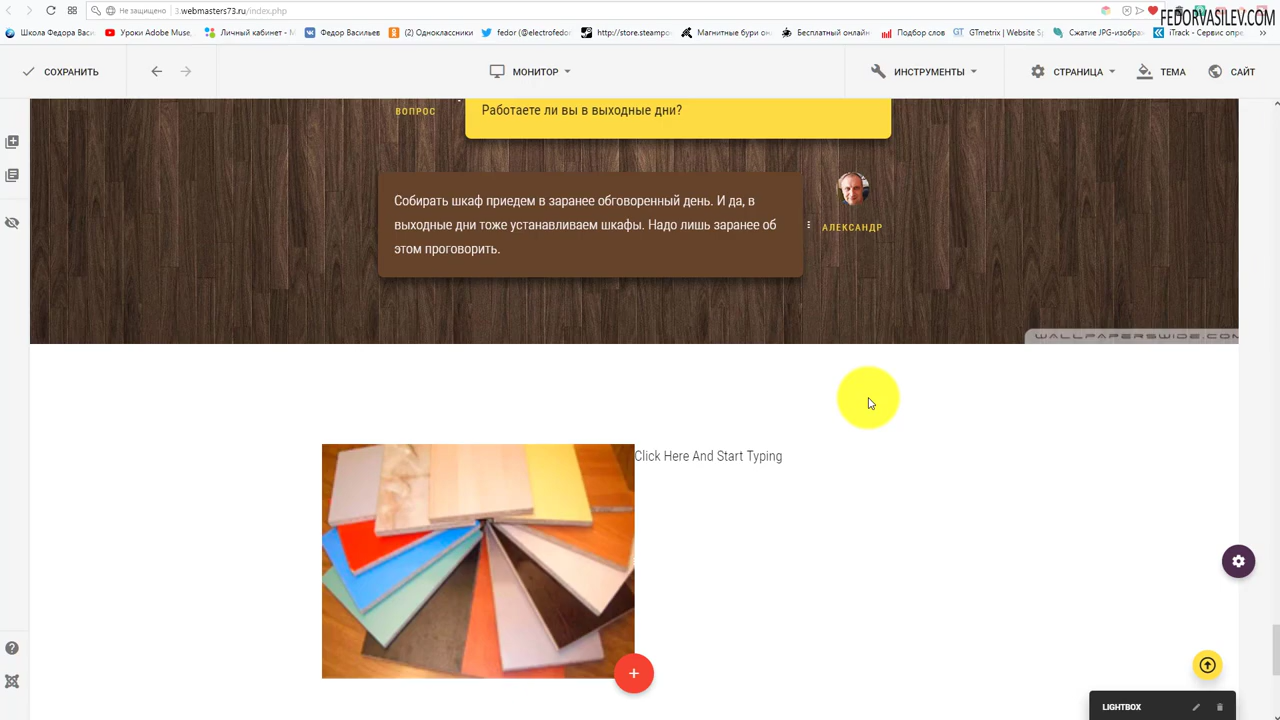 FEDORVASILEV.COM
Не защищено
3.webmasters73.ru/index.php
Школа Федора Васи
Уроки Adobe Muse,
Личный кабинет - М
Федор Васильев
(2) Одноклассники
fedor (@electrofedo
http://store.steampo
Магнитные бури он
Бесплатный онлайн
Подбор слов
GTmetrix | Website S
Сжатие JPG-изобра
iTrack - Сервис опре
СОХРАНИТЬ
МОНИТОР
ИНСТРУМЕНТЫ
СТРАНИЦА
ТЕМА
САЙТ
ВОПРОС
Работаете ли вы в выходные дни?
Собирать шкаф приедем в заранее обговоренный день. И да, в
выходные дни тоже устанавливаем шкафы. Надо лишь заранее об
этом проговорить.
АЛЕКСАНДР
WALLPAPERSWIDE.COM
Click Here And Start Typing
LIGHTBOX